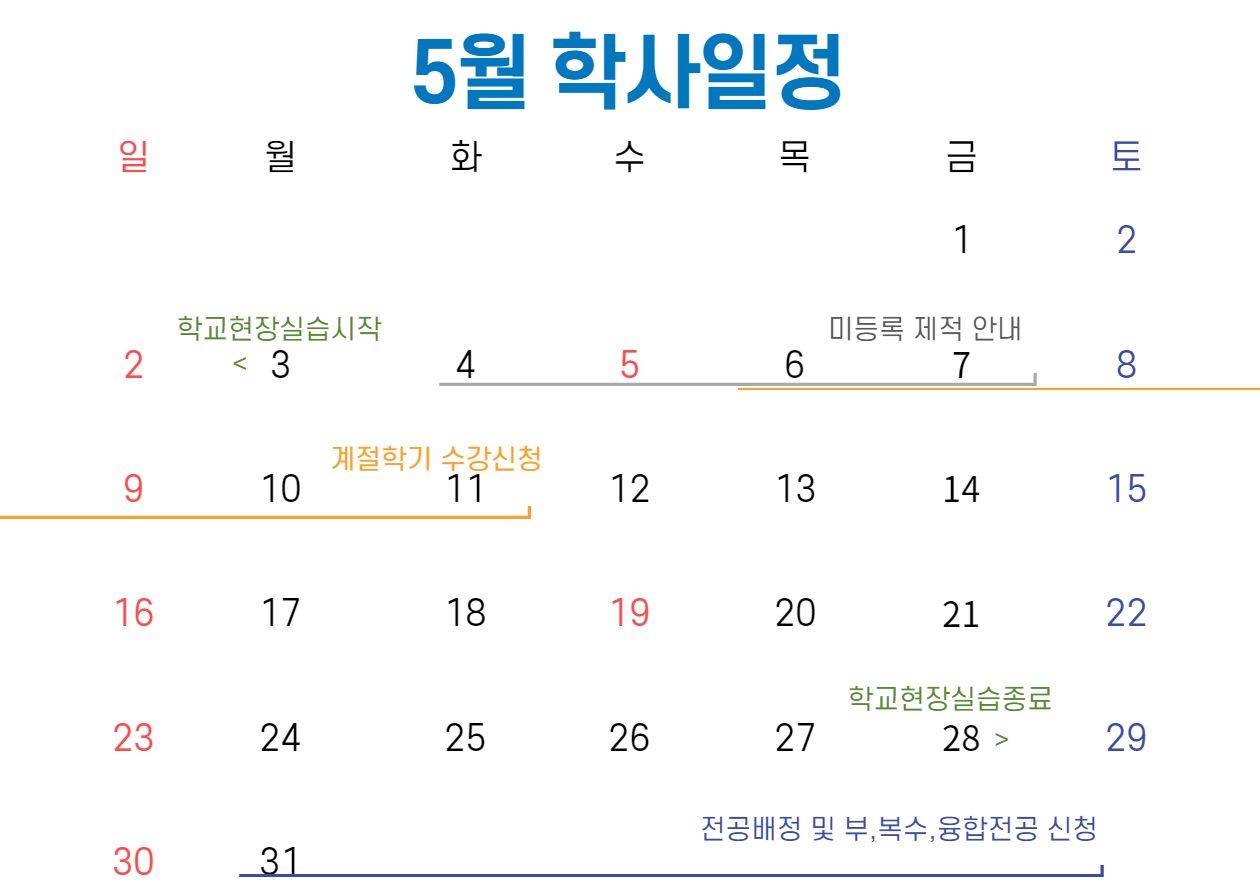 5월 학사일정
일 월 화 수 목 금 토
1 2
학교현장실습시작 미등록 제적 안내
2 < 3 4 5 6 7 8
계절학기 수강신청
9 10 11 12 13 14 15
16 17 18 19 20 21 22
학교현장실습종료
23 24 25 26 27 28 > 29
전공배정 및 부,복수,융합전공 신청
30 31